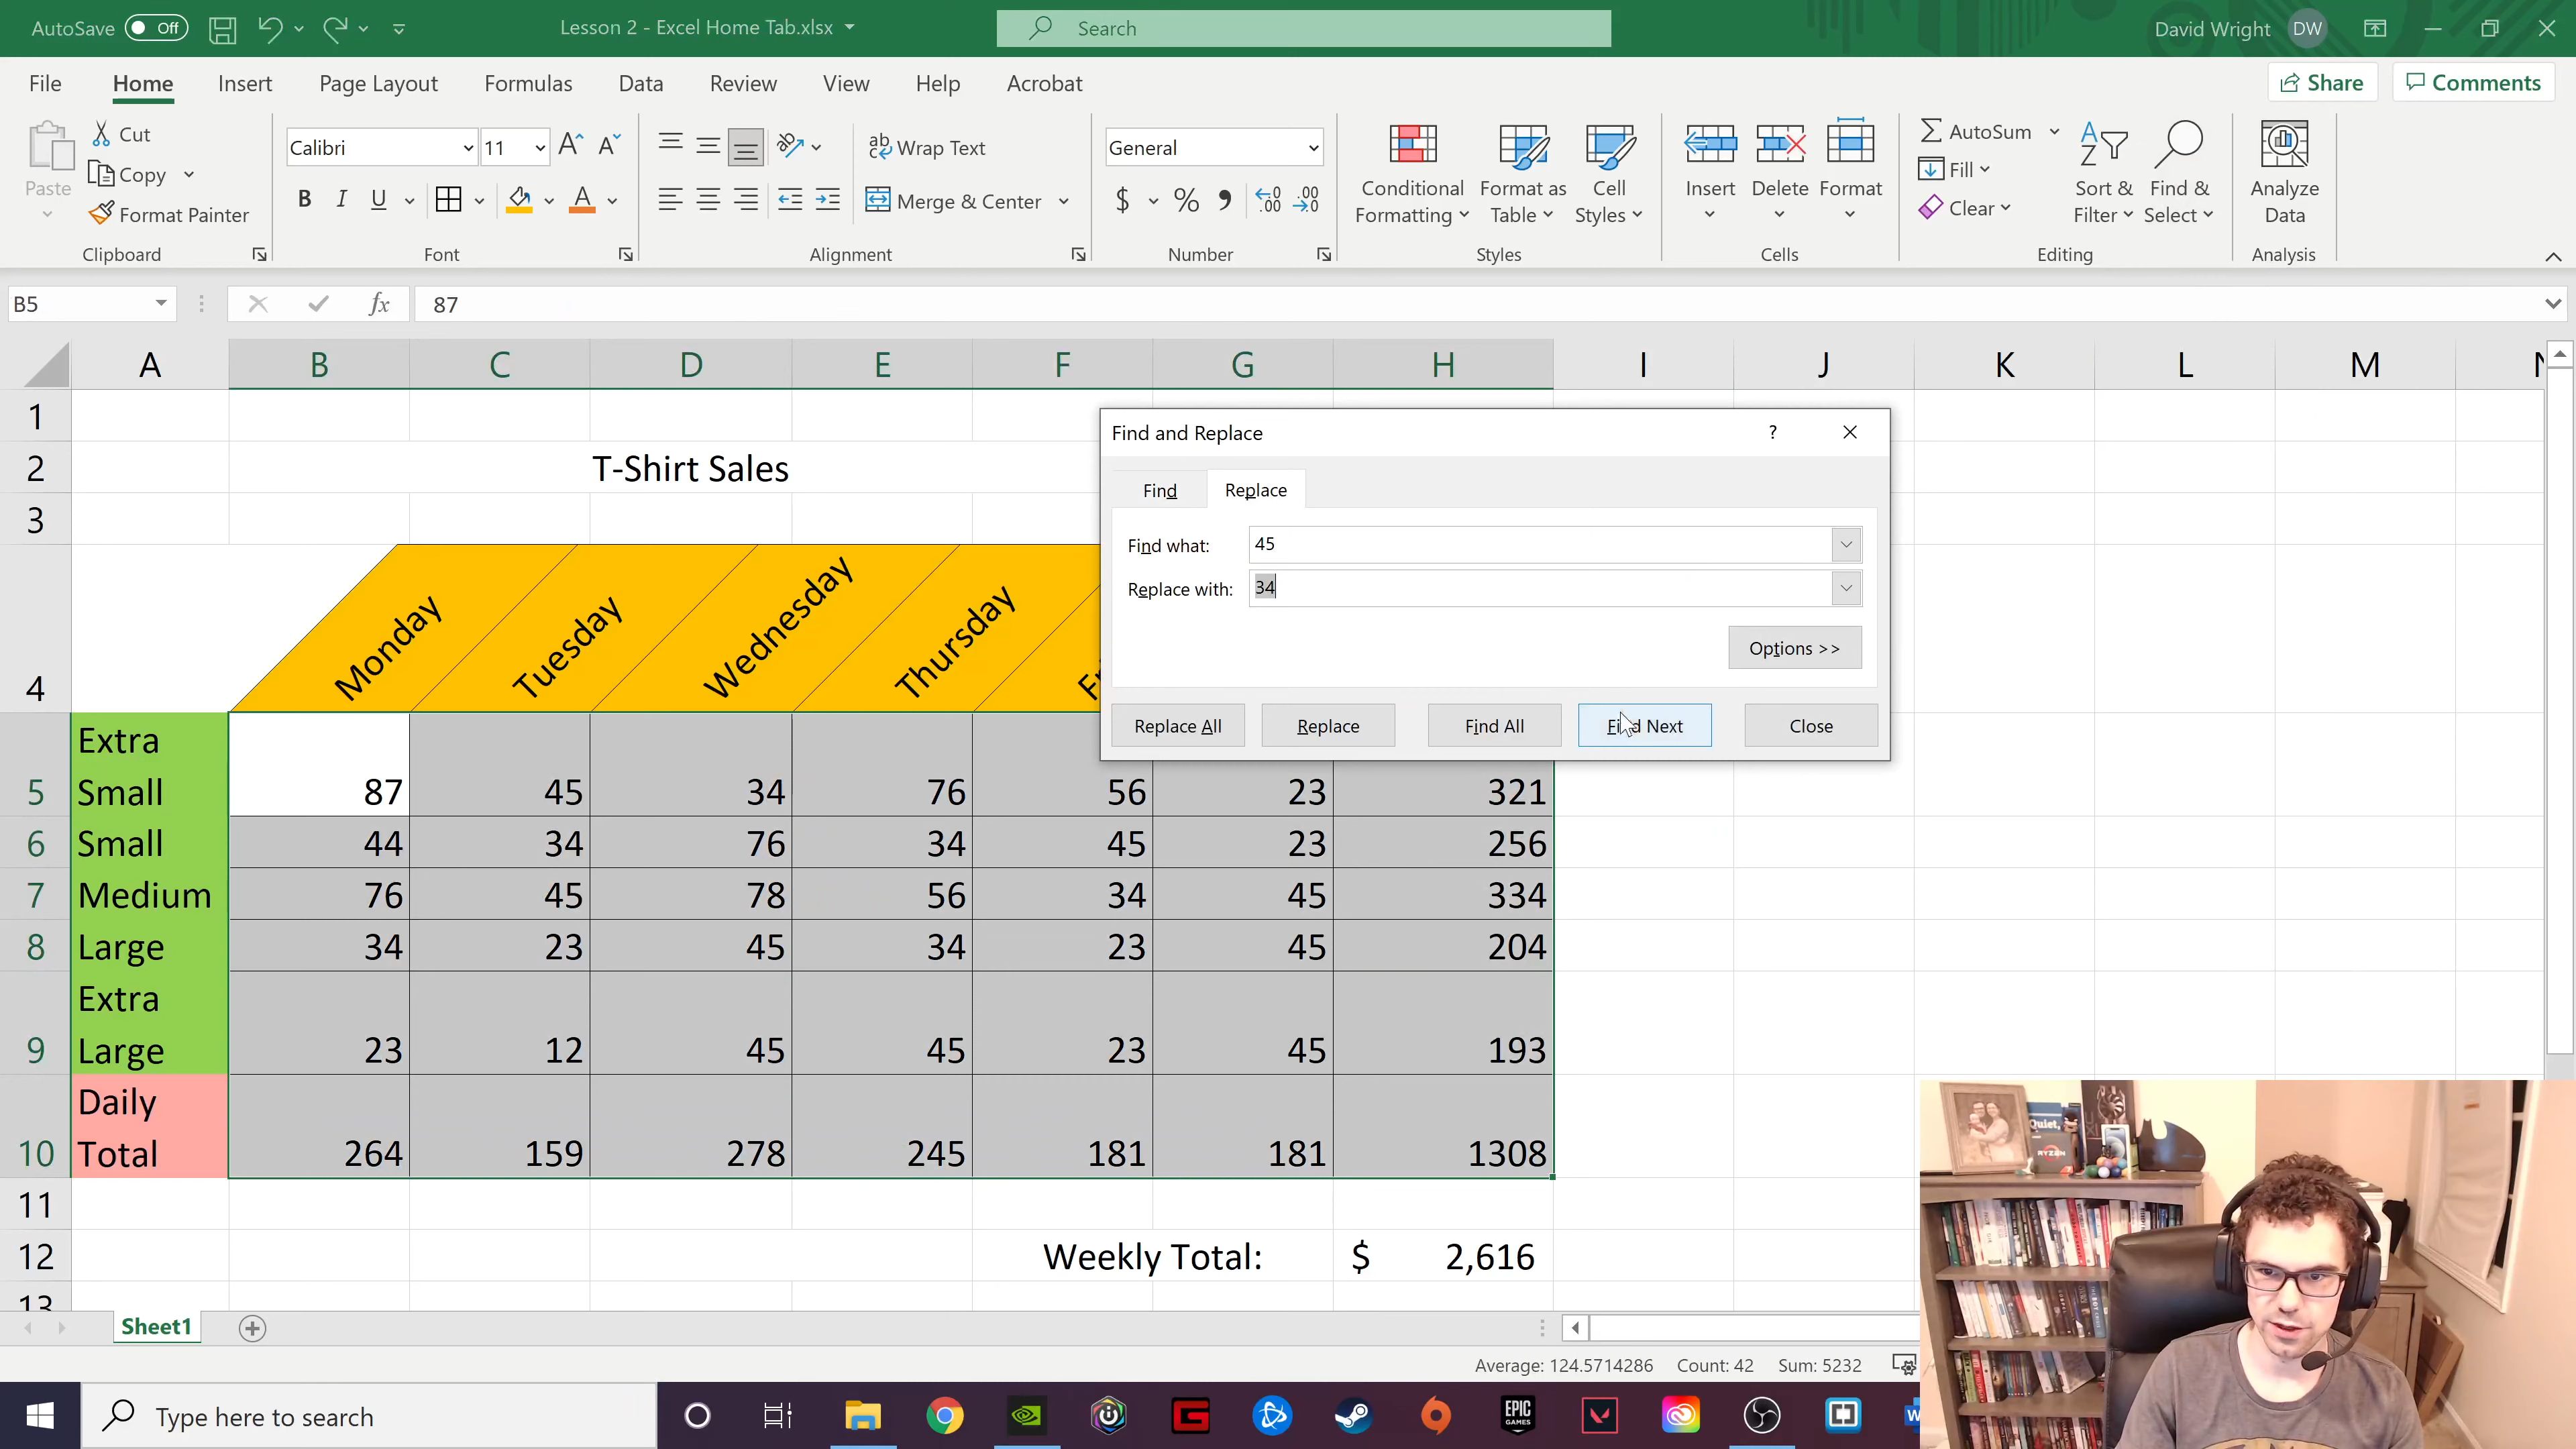 AutoSave Off Lesson 2 - Excel Home Tab.xlsx Search David Wright DW
File Home Insert Page Layout Formulas Data Review View Help Acrobat Share Comments
Paste Cut Copy Format Painter
Calibri 11
B I U
Wrap Text
Merge & Center
General
$ % , .00 .00
Conditional Formatting
Format as Table
Cell Styles
Insert Delete Format
AutoSum Fill Clear
Sort & Filter
Find & Select
Analyze Data
Clipboard Font Alignment Number Styles Cells Editing Analysis
B5 fx 87
A B C D E F G H I J K L M
1
2 T-Shirt Sales
3
4 Monday Tuesday Wednesday Thursday
5 Extra Small 87 45 34 76 56 23 321
6 Small 44 34 76 34 45 23 256
7 Medium 76 45 78 56 34 45 334
8 Large 34 23 45 34 23 45 204
9 Extra Large 23 12 45 45 23 45 193
10 Daily Total 264 159 278 245 181 181 1308
11
12 Weekly Total: $ 2,616
13
Find and Replace ?
Find Replace
Find what: 45
Replace with: 34
Options >>
Replace All Replace Find All Find Next Close
Sheet1
Average: 124.5714286 Count: 42 Sum: 5232
Type here to search
EPIC GAMES
Quiet,
RYZEN